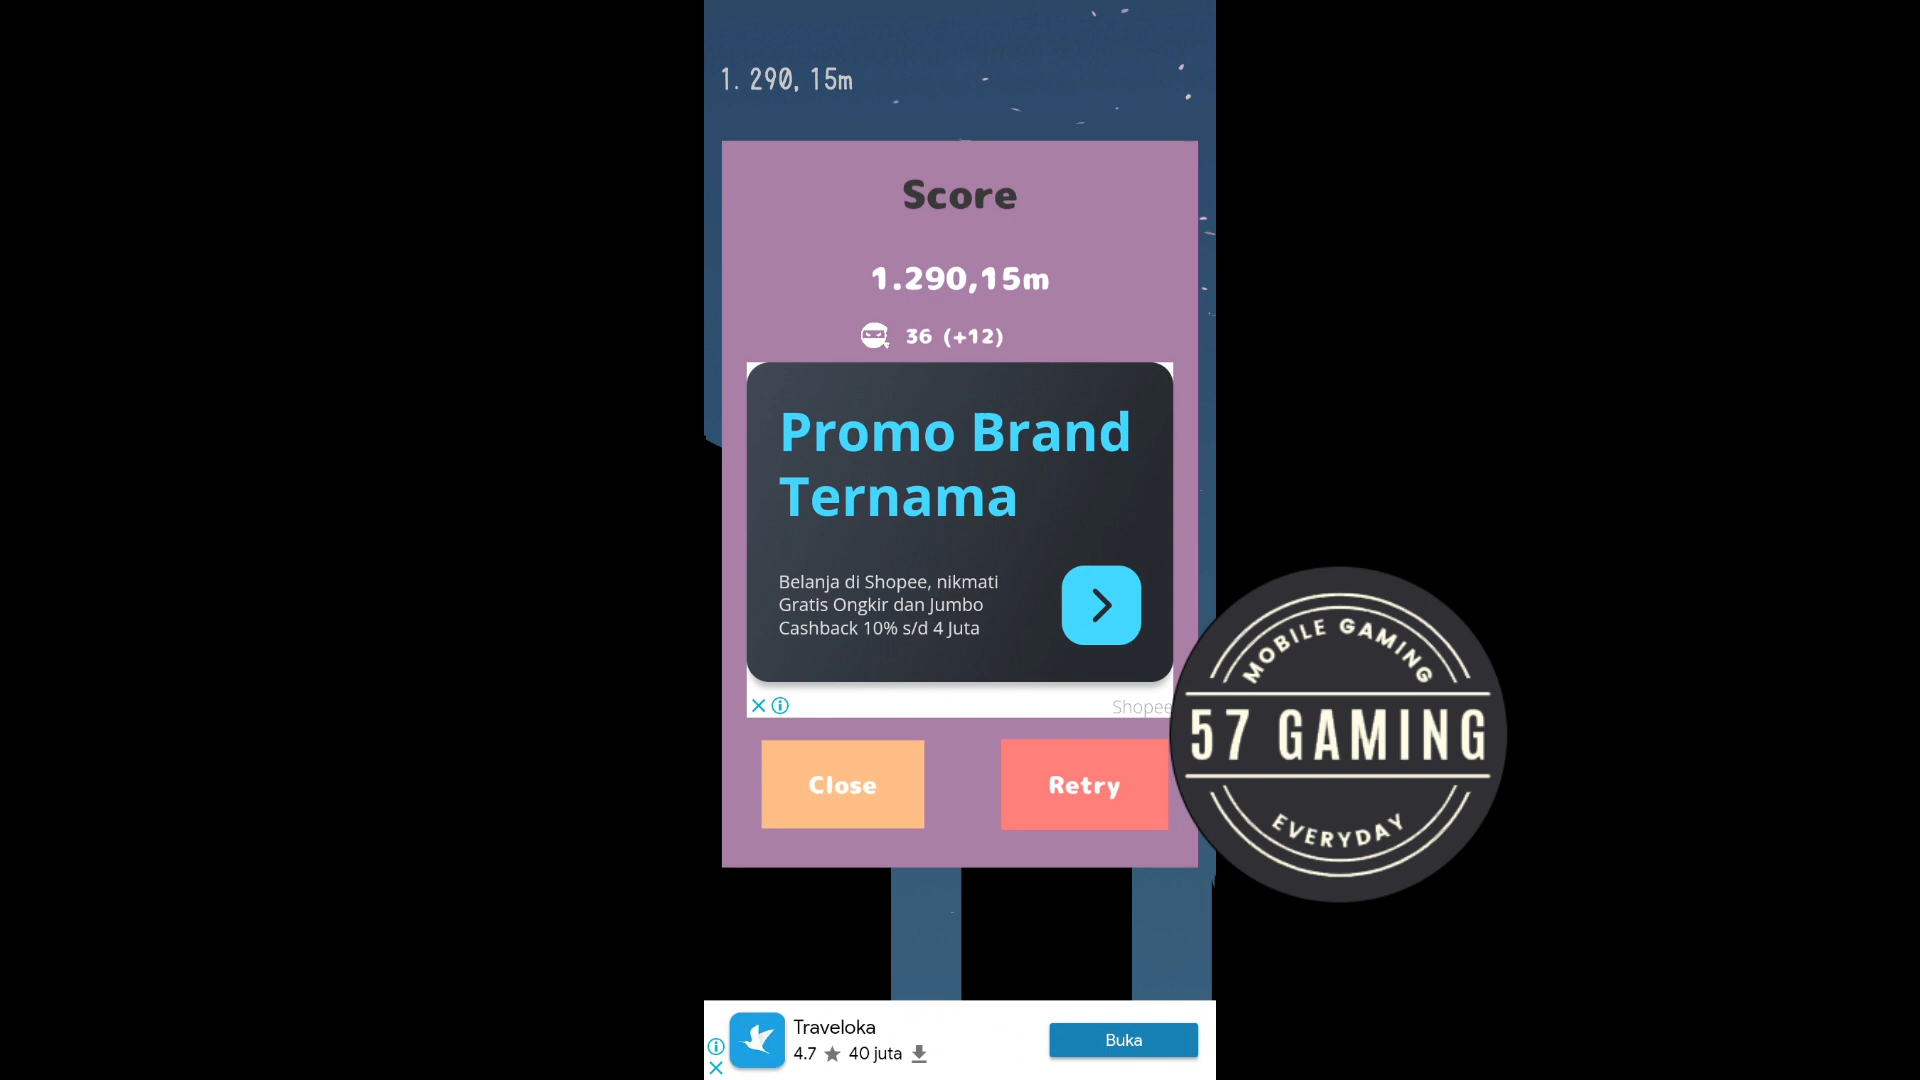 1.290,15m
Score
1.290,15m
36 (+12)
Promo Brand
Ternama
Belanja di Shopee, nikmati
Gratis Ongkir dan Jumbo
Cashback 10% s/d 4 Juta
Shopee
Close
Retry
MOBILE GAMING
57 GAMING
EVERYDAY
Traveloka
4.7 ★ 40 juta
Buka